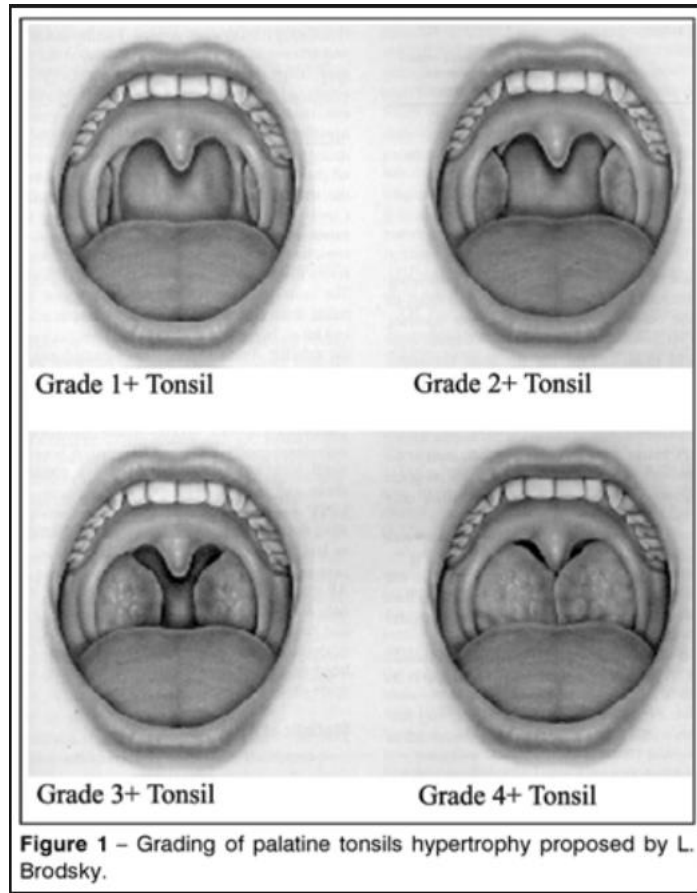 Grade 1+ Tonsil
Grade 2+ Tonsil
Grade 3+ Tonsil
Grade 4+ Tonsil
Figure 1 – Grading of palatine tonsils hypertrophy proposed by L.
Brodsky.